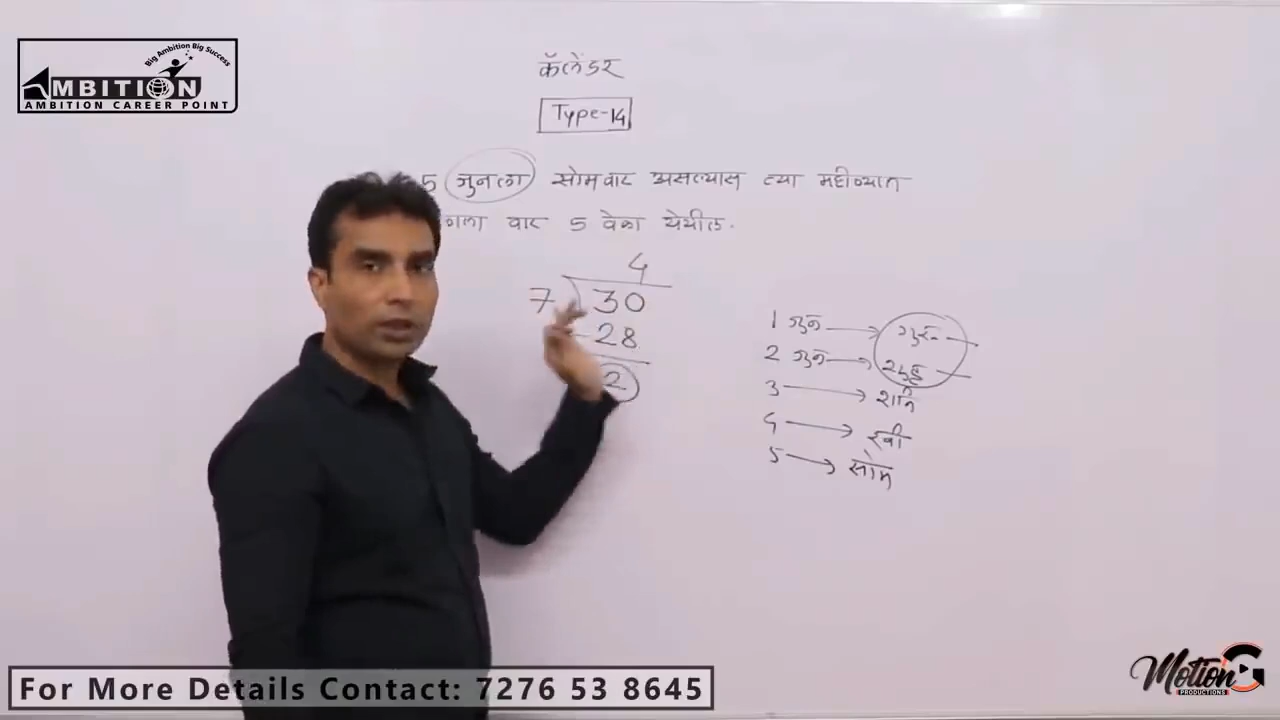 Big Ambition Big Success
AMBITION
AMBITION CAREER POINT
कॅलेंडर
Type-14
5 जुनला सोमवार असल्यास त्या महीन्यात
वार 5 वेळा येथील.
4
7 30
- 28
2
1 जुन → गुरू
2 जुन → शुक्र
3 → शनि
4 → रवी
5 → सोम
For More Details Contact: 7276 53 8645
Motion G
PRODUCTIONS